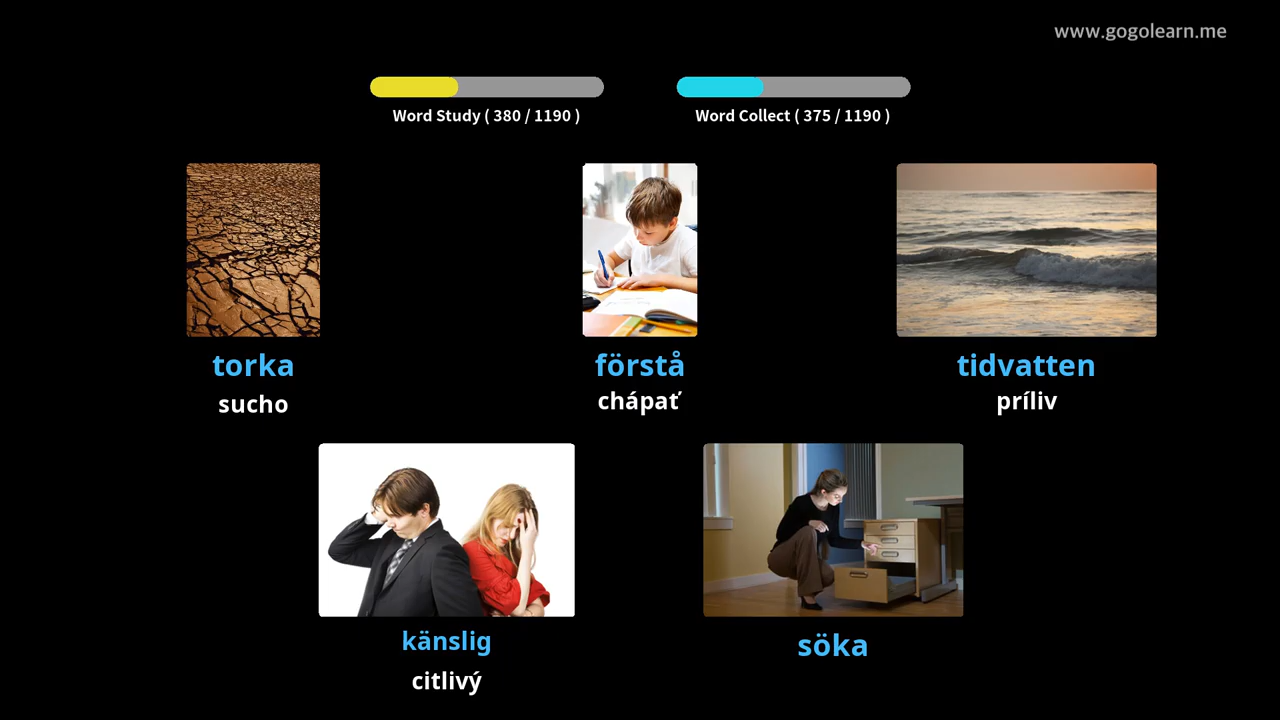 www.gogolearn.me
Word Study ( 380 / 1190 )
Word Collect ( 375 / 1190 )
torka
sucho
förstå
chápať
tidvatten
príliv
känslig
citlivý
söka